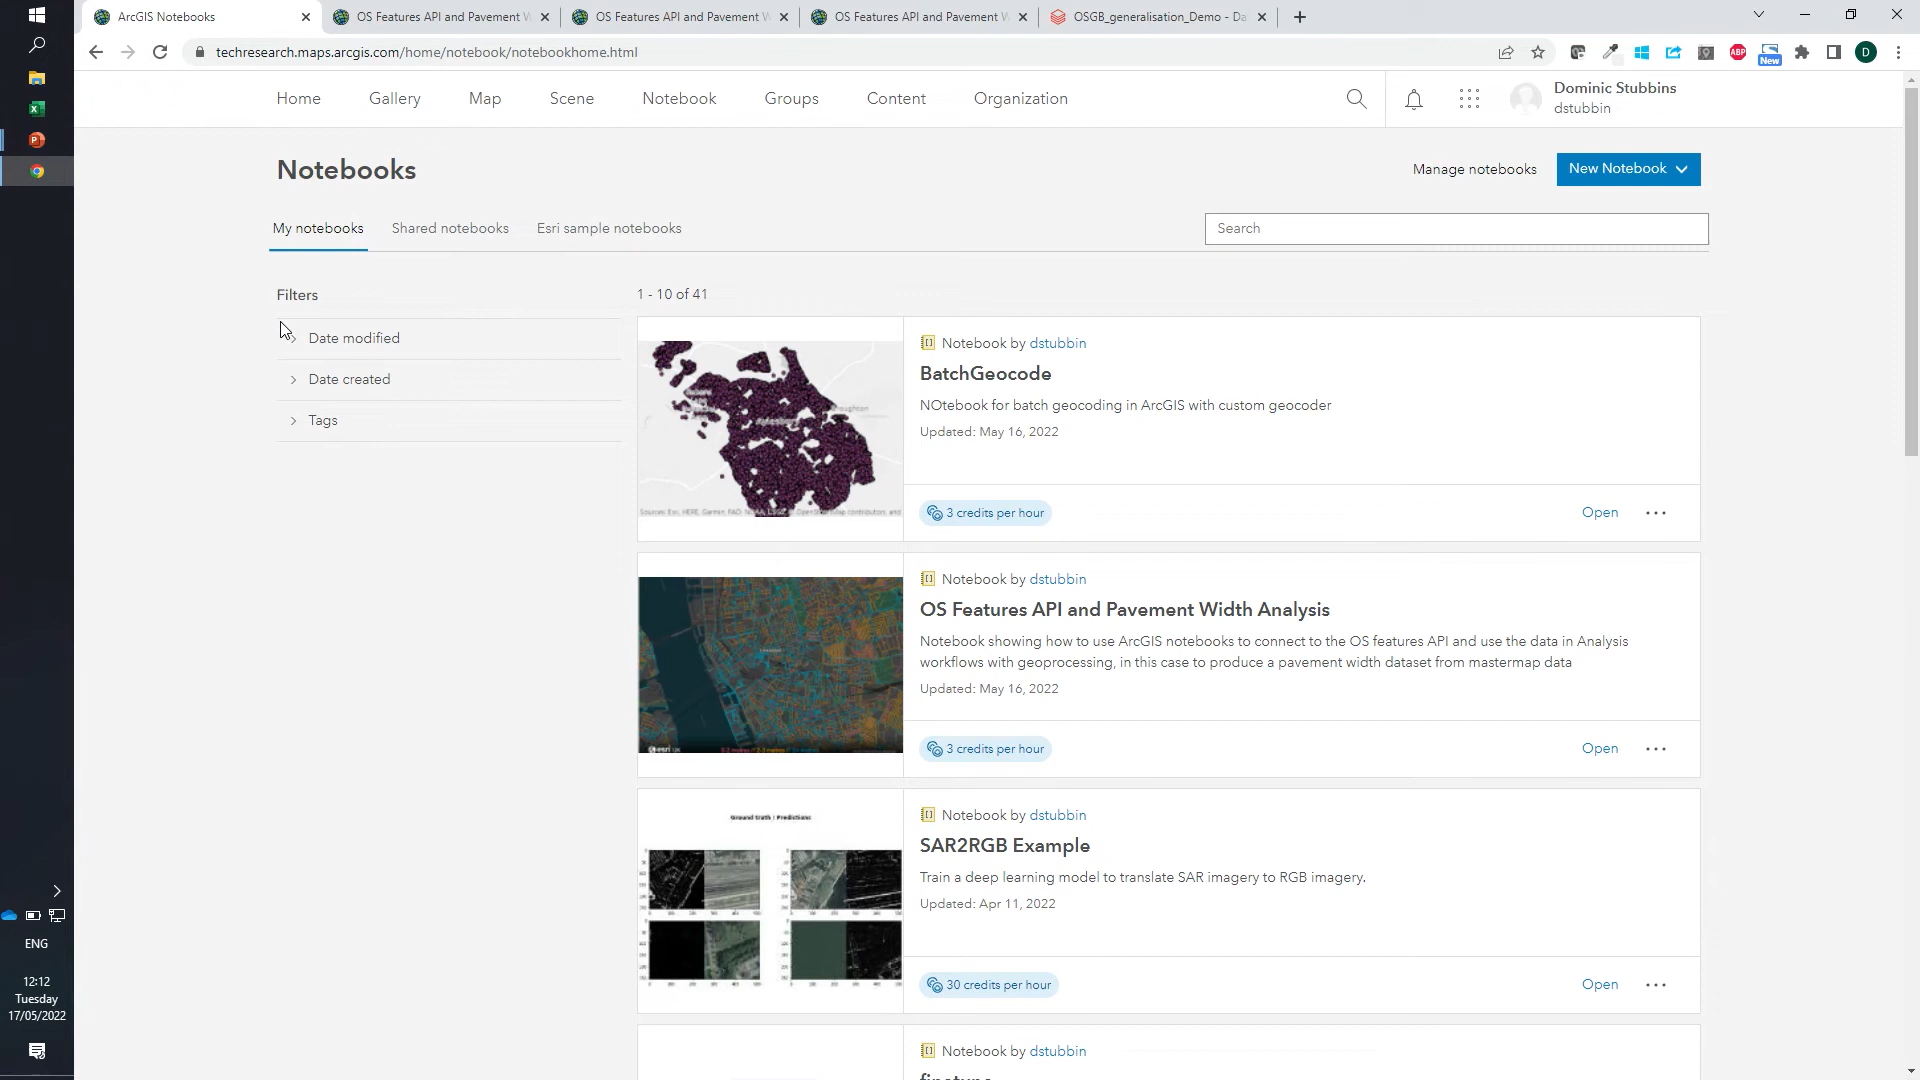 ArcGIS Notebooks
OS Features API and Pavement W
OS Features API and Pavement W
OS Features API and Pavement W
OSGB_generalisation_Demo - Da
techresearch.maps.arcgis.com/home/notebook/notebookhome.html
ABP
New
D
Home
Gallery
Map
Scene
Notebook
Groups
Content
Organization
Dominic Stubbins
dstubbin
Notebooks
Manage notebooks
New Notebook
My notebooks
Shared notebooks
Esri sample notebooks
Search
Filters
1 - 10 of 41
Date modified
Date created
Tags
Notebook by dstubbin
BatchGeocode
NOtebook for batch geocoding in ArcGIS with custom geocoder
Updated: May 16, 2022
3 credits per hour
Open
Notebook by dstubbin
OS Features API and Pavement Width Analysis
Notebook showing how to use ArcGIS notebooks to connect to the OS features API and use the data in Analysis
workflows with geoprocessing, in this case to produce a pavement width dataset from mastermap data
Updated: May 16, 2022
3 credits per hour
Open
Ground truth / Predictions
Notebook by dstubbin
SAR2RGB Example
Train a deep learning model to translate SAR imagery to RGB imagery.
Updated: Apr 11, 2022
30 credits per hour
Open
Notebook by dstubbin
ENG
12:12
Tuesday
17/05/2022